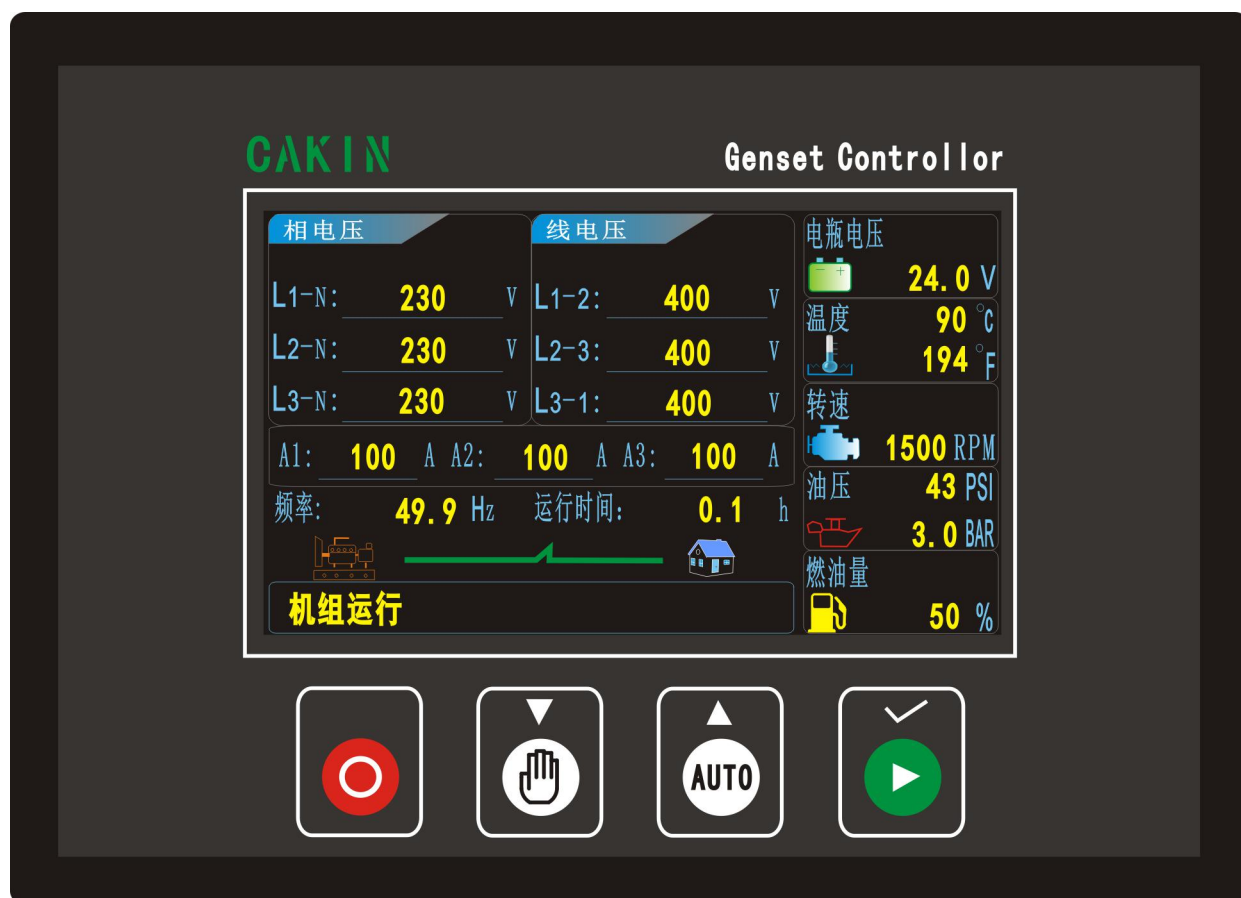 CAKIN
Genset Controllor
相电压
L1-N: 230 V
L2-N: 230 V
L3-N: 230 V
线电压
L1-2: 400 V
L2-3: 400 V
L3-1: 400 V
A1: 100 A A2: 100 A A3: 100 A
频率: 49.9 Hz 运行时间: 0.1 h
机组运行
电瓶电压
- +
24.0 V
温度 90 °C
194 °F
转速
1500 RPM
油压 43 PSI
3.0 BAR
燃油量
50 %
AUTO